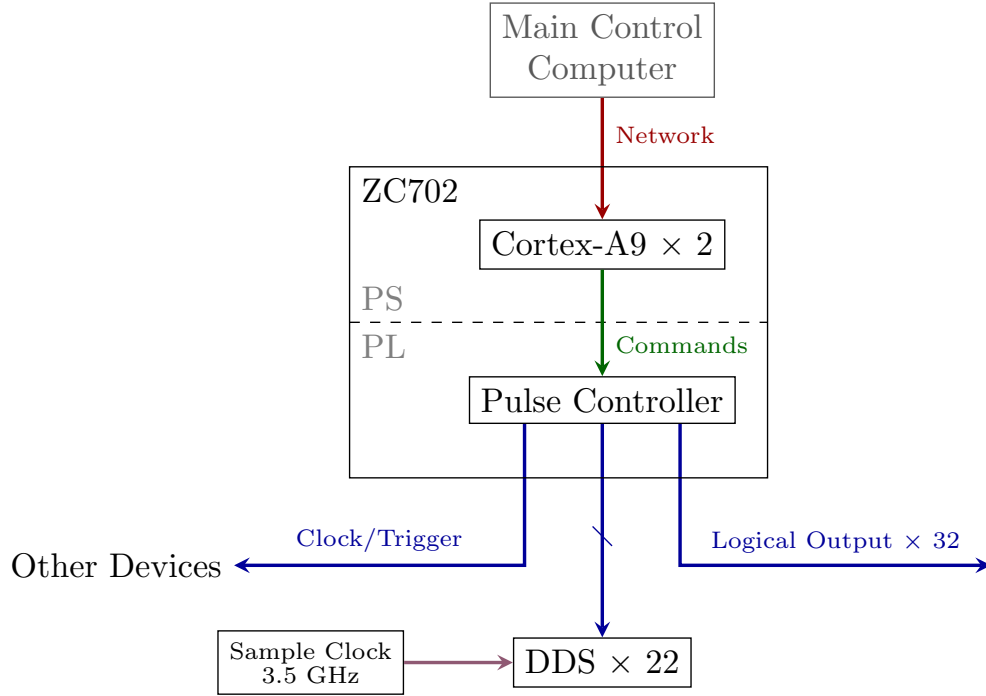 Main Control
Computer
Network
ZC702
Cortex-A9 × 2
PS
PL
Commands
Pulse Controller
Clock/Trigger
Logical Output × 32
Other Devices
Sample Clock
3.5 GHz
DDS × 22